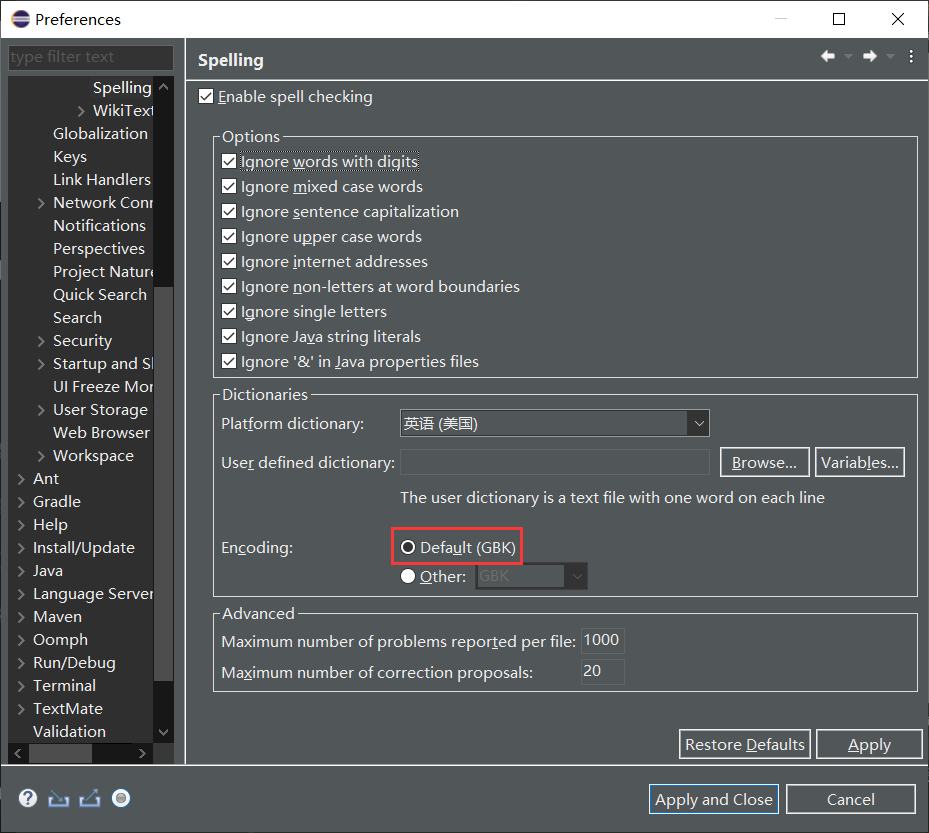 Preferences
type filter text
Spelling
WikiText
Globalization
Keys
Link Handlers
Network Conn
Notifications
Perspectives
Project Nature
Quick Search
Search
Security
Startup and Sh
UI Freeze Mon
User Storage
Web Browser
Workspace
Ant
Gradle
Help
Install/Update
Java
Language Server
Maven
Oomph
Run/Debug
Terminal
TextMate
Validation
Spelling
Enable spell checking
Options
Ignore words with digits
Ignore mixed case words
Ignore sentence capitalization
Ignore upper case words
Ignore internet addresses
Ignore non-letters at word boundaries
Ignore single letters
Ignore Java string literals
Ignore '&' in Java properties files
Dictionaries
Platform dictionary: 英语 (美国)
User defined dictionary: Browse... Variables...
The user dictionary is a text file with one word on each line
Encoding: Default (GBK)
Other: GBK
Advanced
Maximum number of problems reported per file: 1000
Maximum number of correction proposals: 20
Restore Defaults Apply
? Apply and Close Cancel